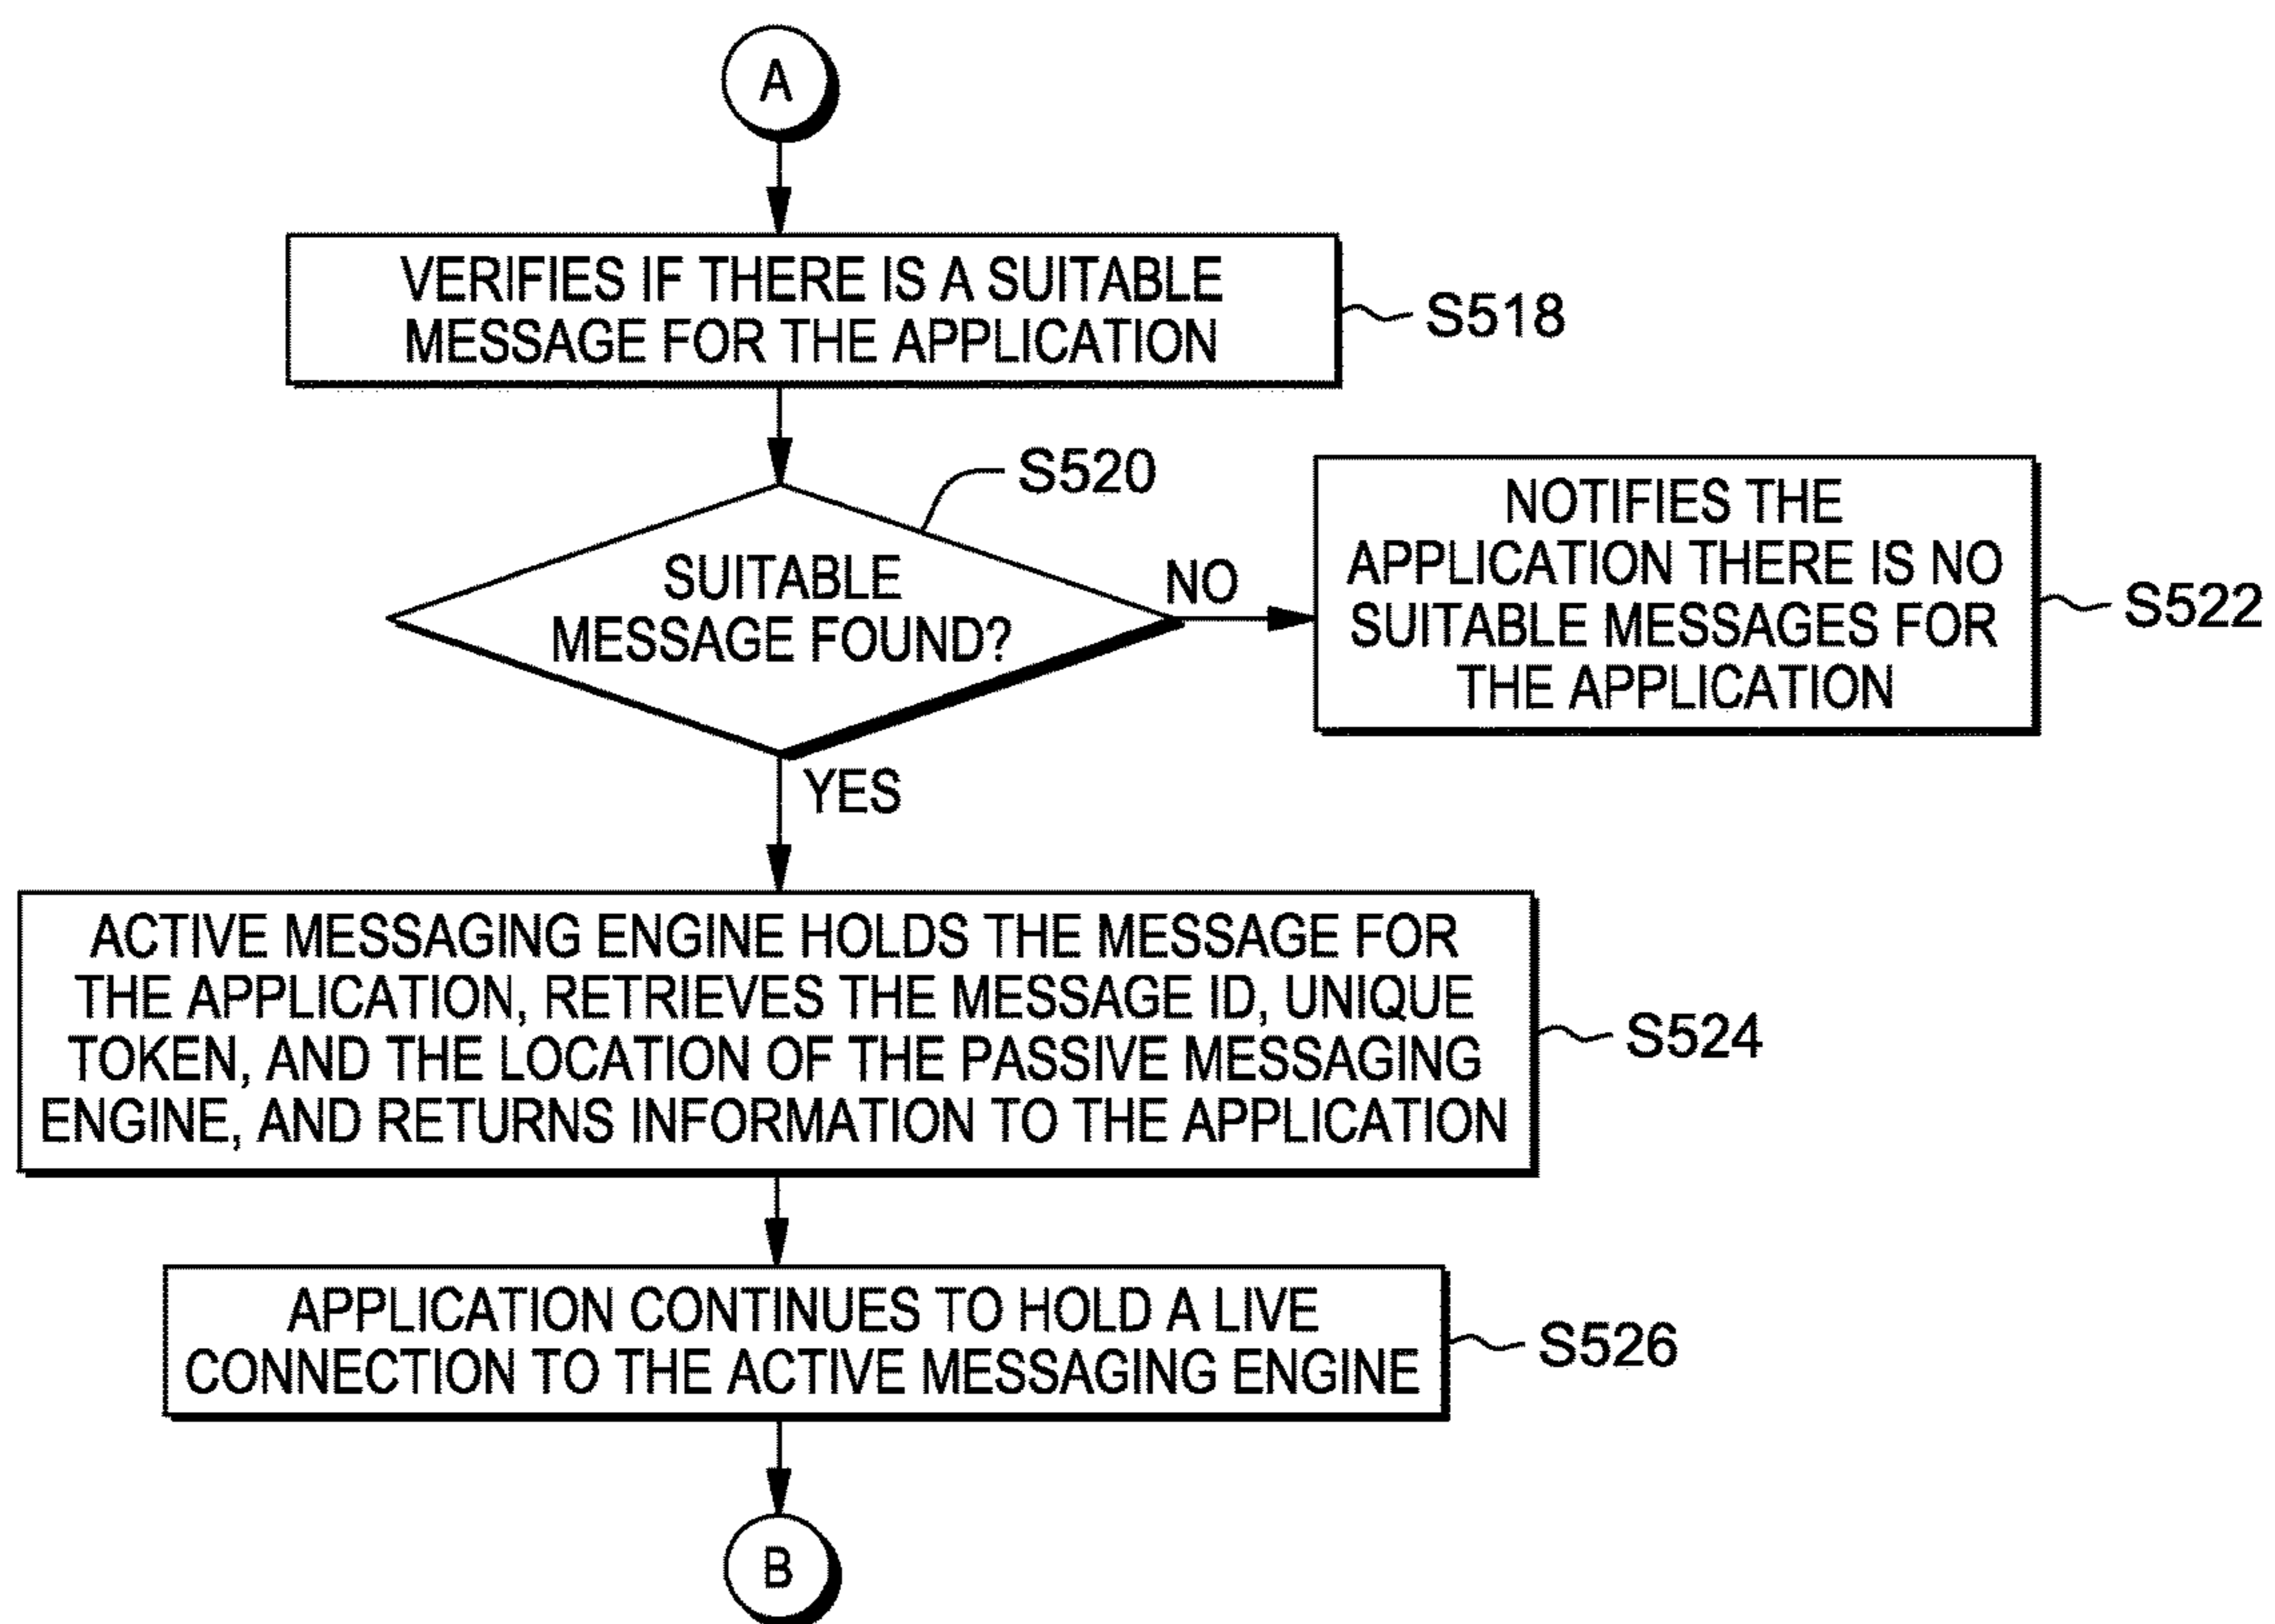 A
VERIFIES IF THERE IS A SUITABLE
MESSAGE FOR THE APPLICATION
S518
S520
SUITABLE
MESSAGE FOUND?
NO
NOTIFIES THE
APPLICATION THERE IS NO
SUITABLE MESSAGES FOR
THE APPLICATION
S522
YES
ACTIVE MESSAGING ENGINE HOLDS THE MESSAGE FOR
THE APPLICATION, RETRIEVES THE MESSAGE ID, UNIQUE
TOKEN, AND THE LOCATION OF THE PASSIVE MESSAGING
ENGINE, AND RETURNS INFORMATION TO THE APPLICATION
S524
APPLICATION CONTINUES TO HOLD A LIVE
CONNECTION TO THE ACTIVE MESSAGING ENGINE
S526
B